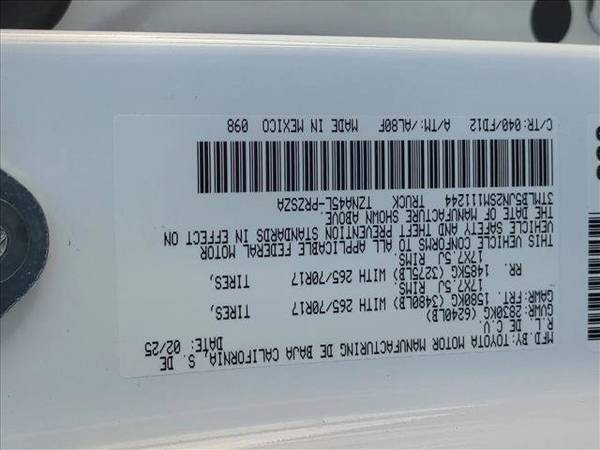 MFD.BY: TOYOTA MOTOR MANUFACTURING DE BAJA CALIFORNIA, S. DE
R. L. DE C.V. DATE: 02/25
GVWR: 2830KG(6240LB)
GAWR: FRT. 1580KG (3480LB) WITH 265/70R17 TIRES,
17X7.5J RIMS
RR. 1485KG (3275LB) WITH 265/70R17 TIRES,
17X7.5J RIMS
THIS VEHICLE CONFORMS TO ALL APPLICABLE FEDERAL MOTOR
VEHICLE SAFETY AND THEFT PREVENTION STANDARDS IN EFFECT ON
THE DATE OF MANUFACTURE SHOWN ABOVE.
3TMLB5JN2SM111244 TRUCK TZNA45L-PRZSZA
C/TR: 040/FD12 A/TM: /AL80F MADE IN MEXICO 098